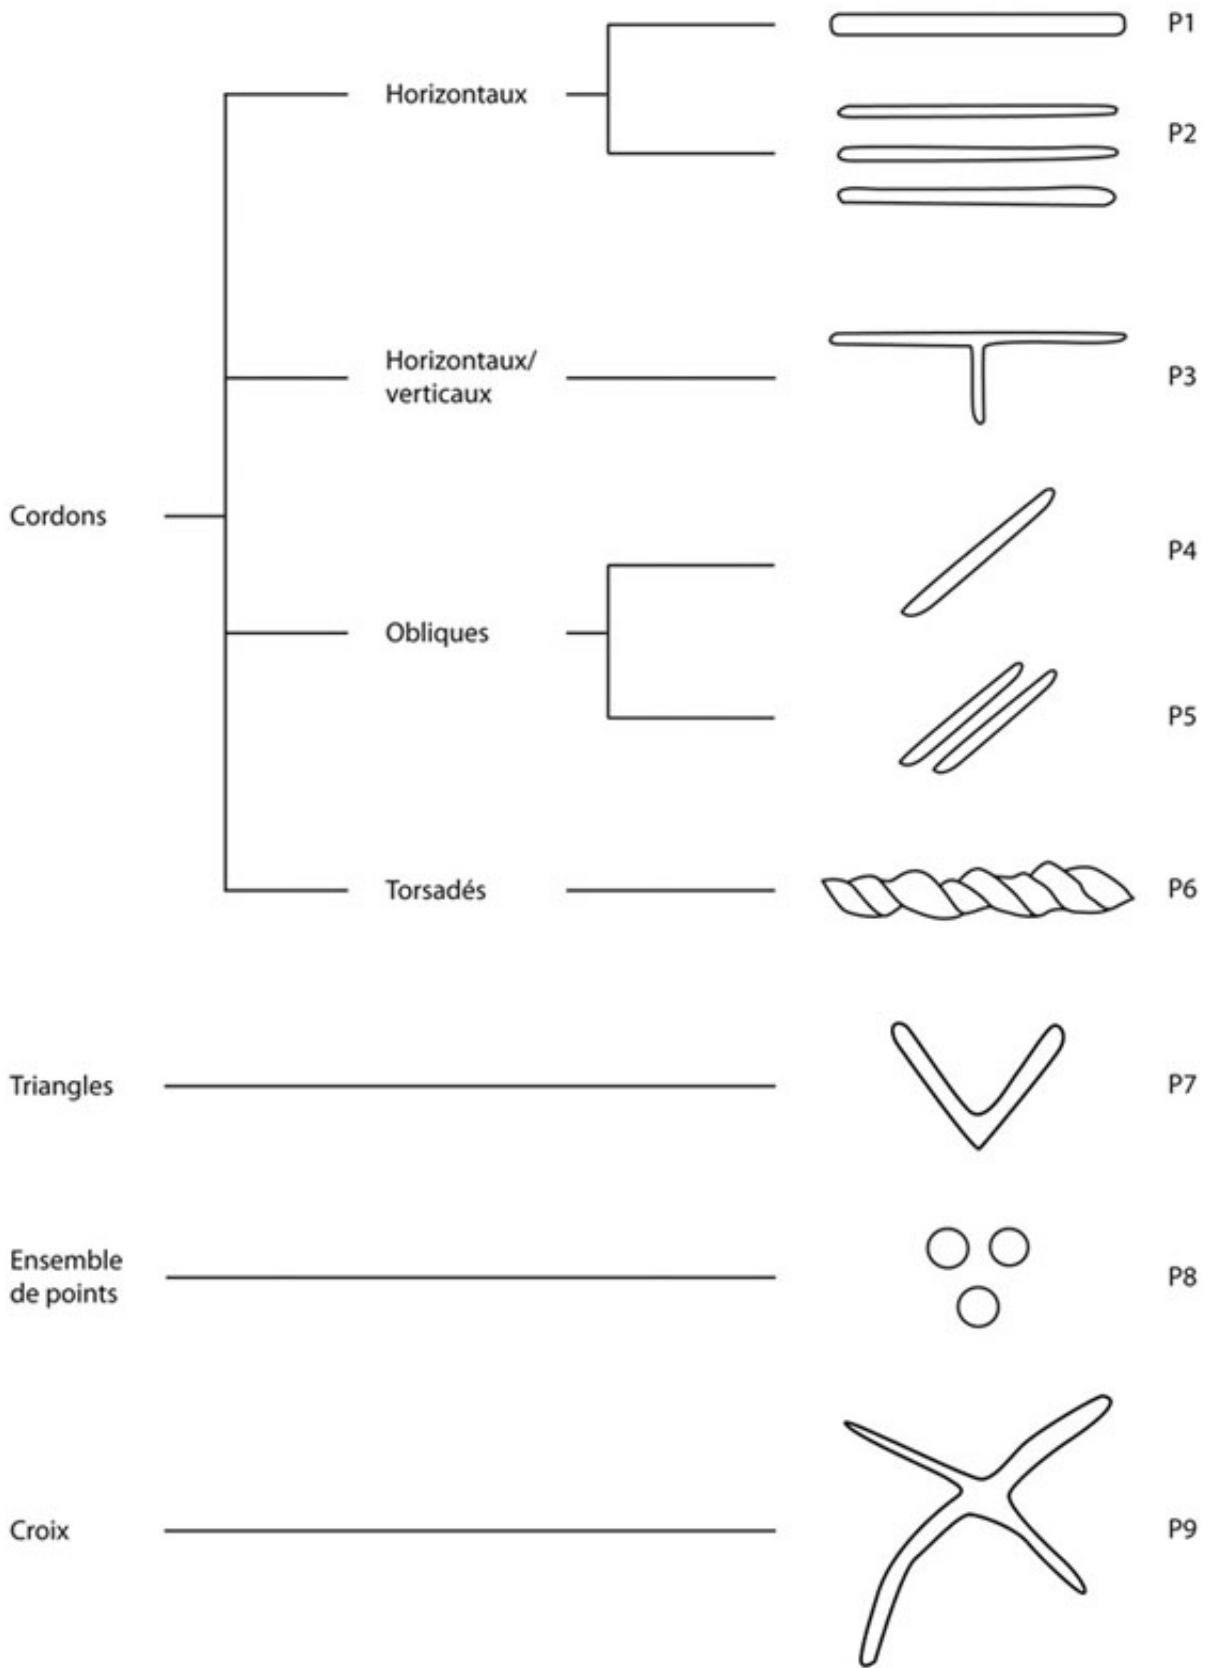 P1
Horizontaux
P2
Horizontaux/
verticaux
P3
Cordons
P4
Obliques
P5
Torsadés
P6
Triangles
P7
Ensemble
de points
P8
Croix
P9